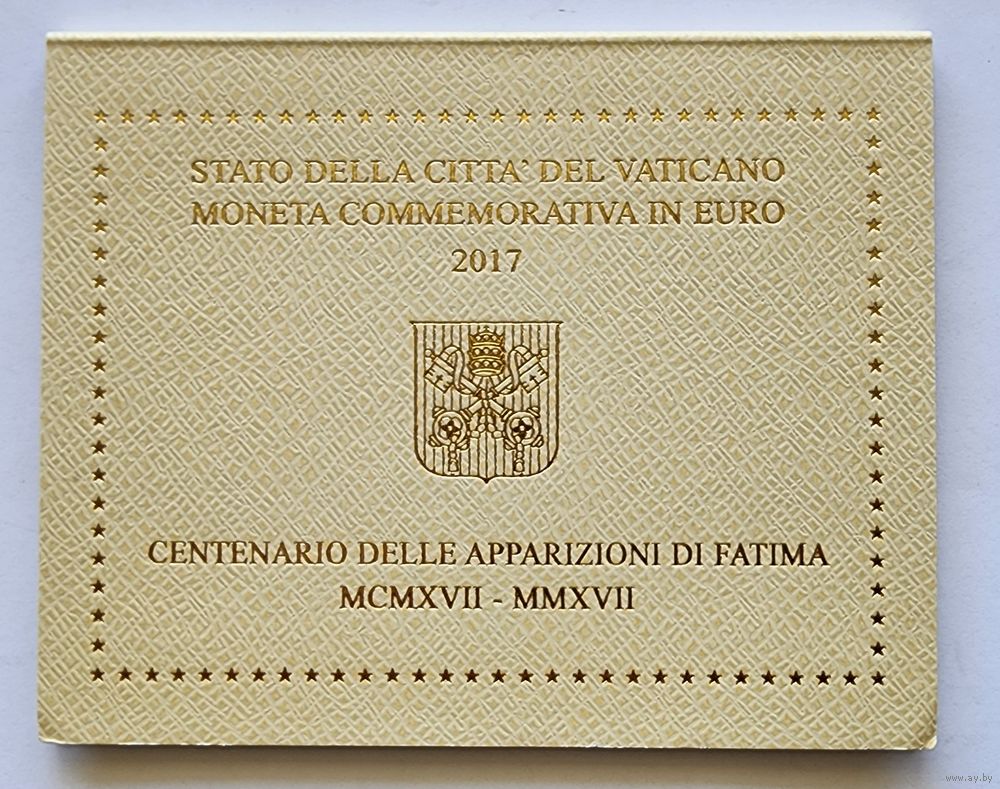 STATO DELLA CITTA' DEL VATICANO
MONETA COMMEMORATIVA IN EURO
2017
CENTENARIO DELLE APPARIZIONI DI FATIMA
MCMXVII - MMXVII
www.ay.by